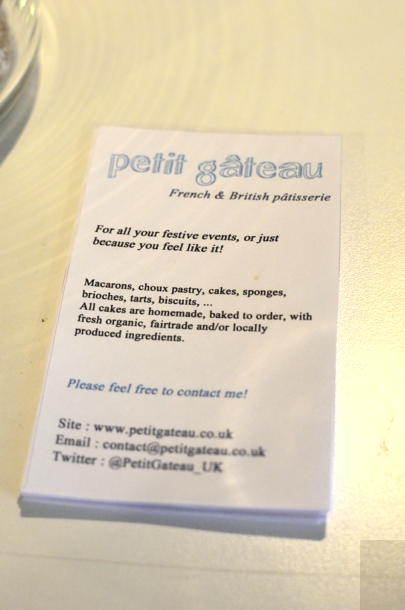 petit gâteau
French & British pâtisserie
For all your festive events, or just
because you feel like it!
Macarons, choux pastry, cakes, sponges,
brioches, tarts, biscuits, ...
All cakes are homemade, baked to order, with
fresh organic, fairtrade and/or locally
produced ingredients.
Please feel free to contact me!
Site : www.petitgateau.co.uk
Email : contact@petitgateau.co.uk
Twitter : @PetitGateau_UK